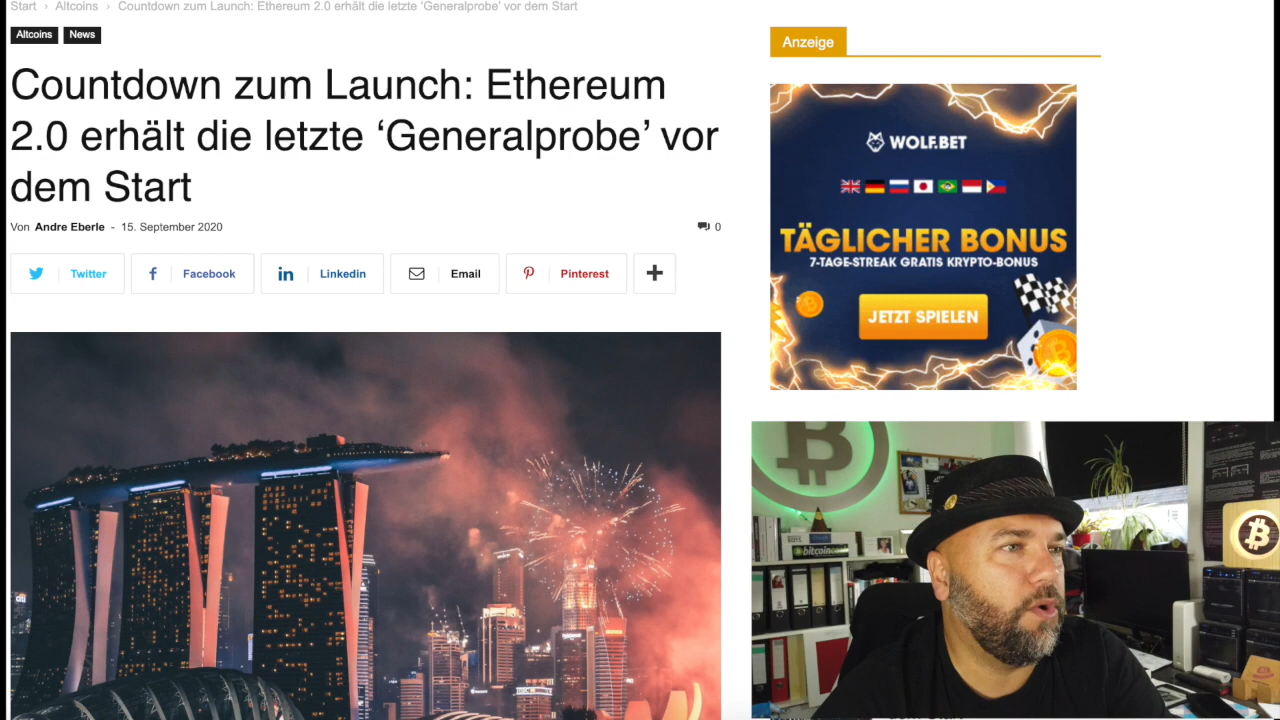 Start › Altcoins › Countdown zum Launch: Ethereum 2.0 erhält die letzte ‘Generalprobe’ vor dem Start
Altcoins News
Countdown zum Launch: Ethereum
2.0 erhält die letzte ‘Generalprobe’ vor
dem Start
Von Andre Eberle - 15. September 2020
0
Twitter
Facebook
Linkedin
Email
Pinterest
Anzeige
WOLF.BET
TÄGLICHER BONUS
7-TAGE-STREAK GRATIS KRYPTO-BONUS
JETZT SPIELEN
bitcoin